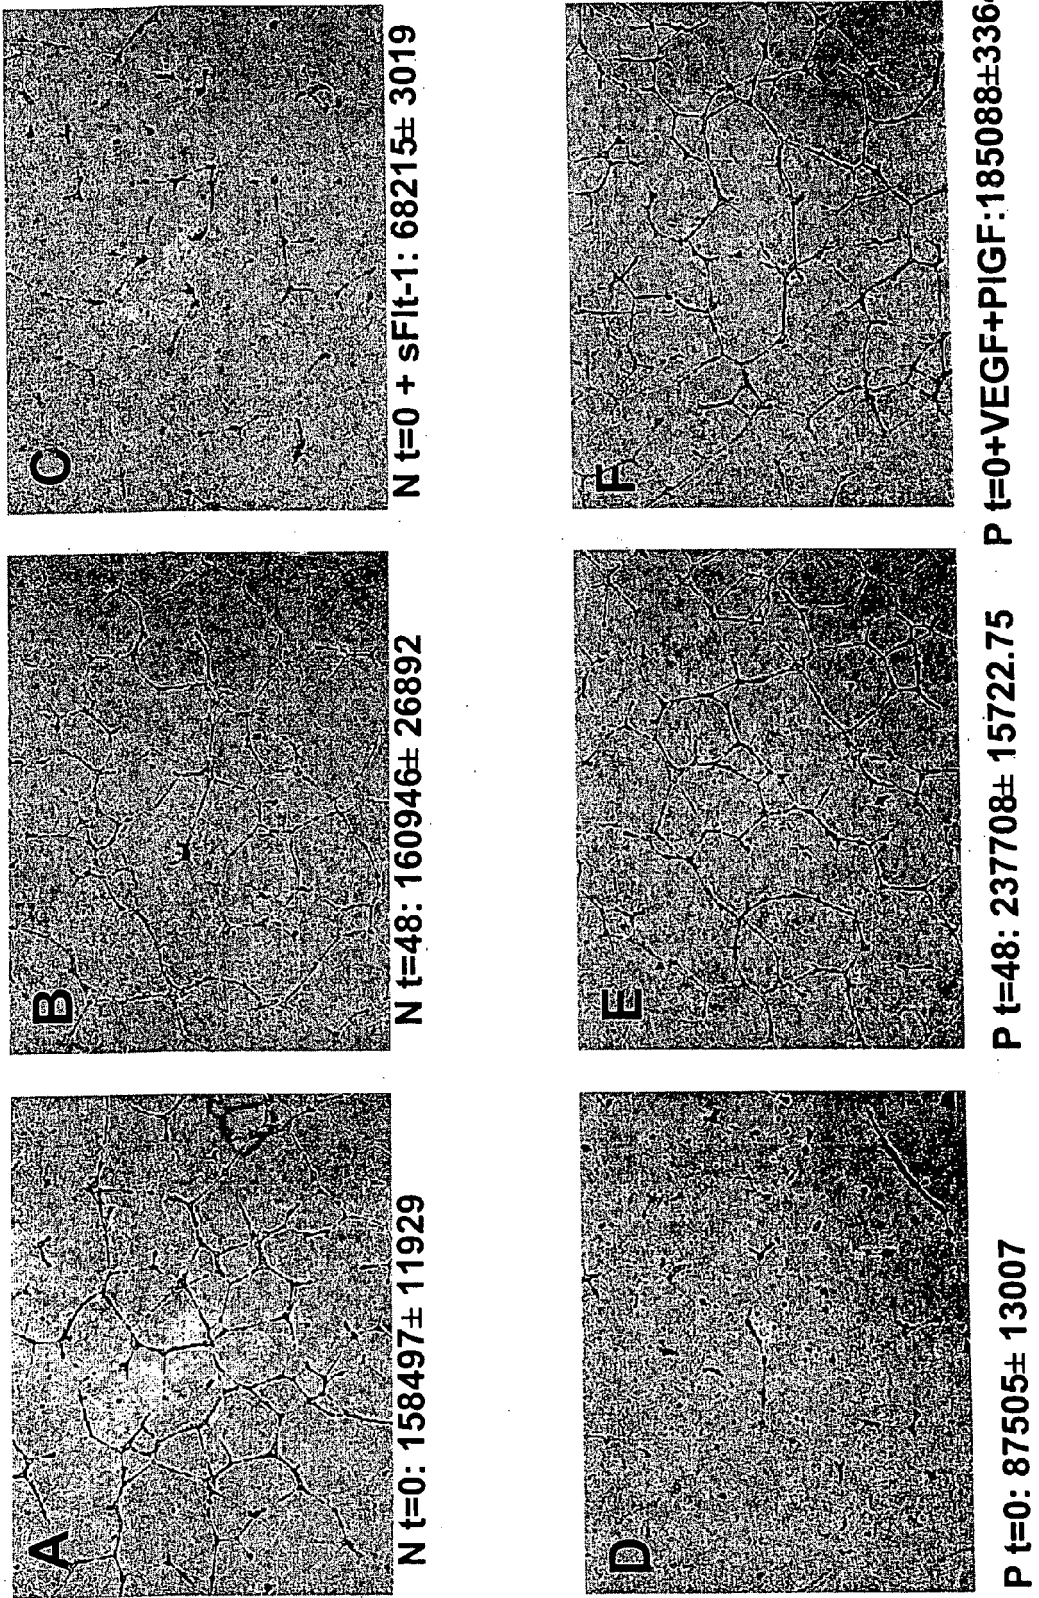 A
N t=0: 158497± 11929
B
N t=48: 160946± 26892
C
N t=0 + sFlt-1: 68215± 3019
D
P t=0: 87505± 13007
E
P t=48: 237708± 15722.75
F
P t=0+VEGF+PlGF:185088±336